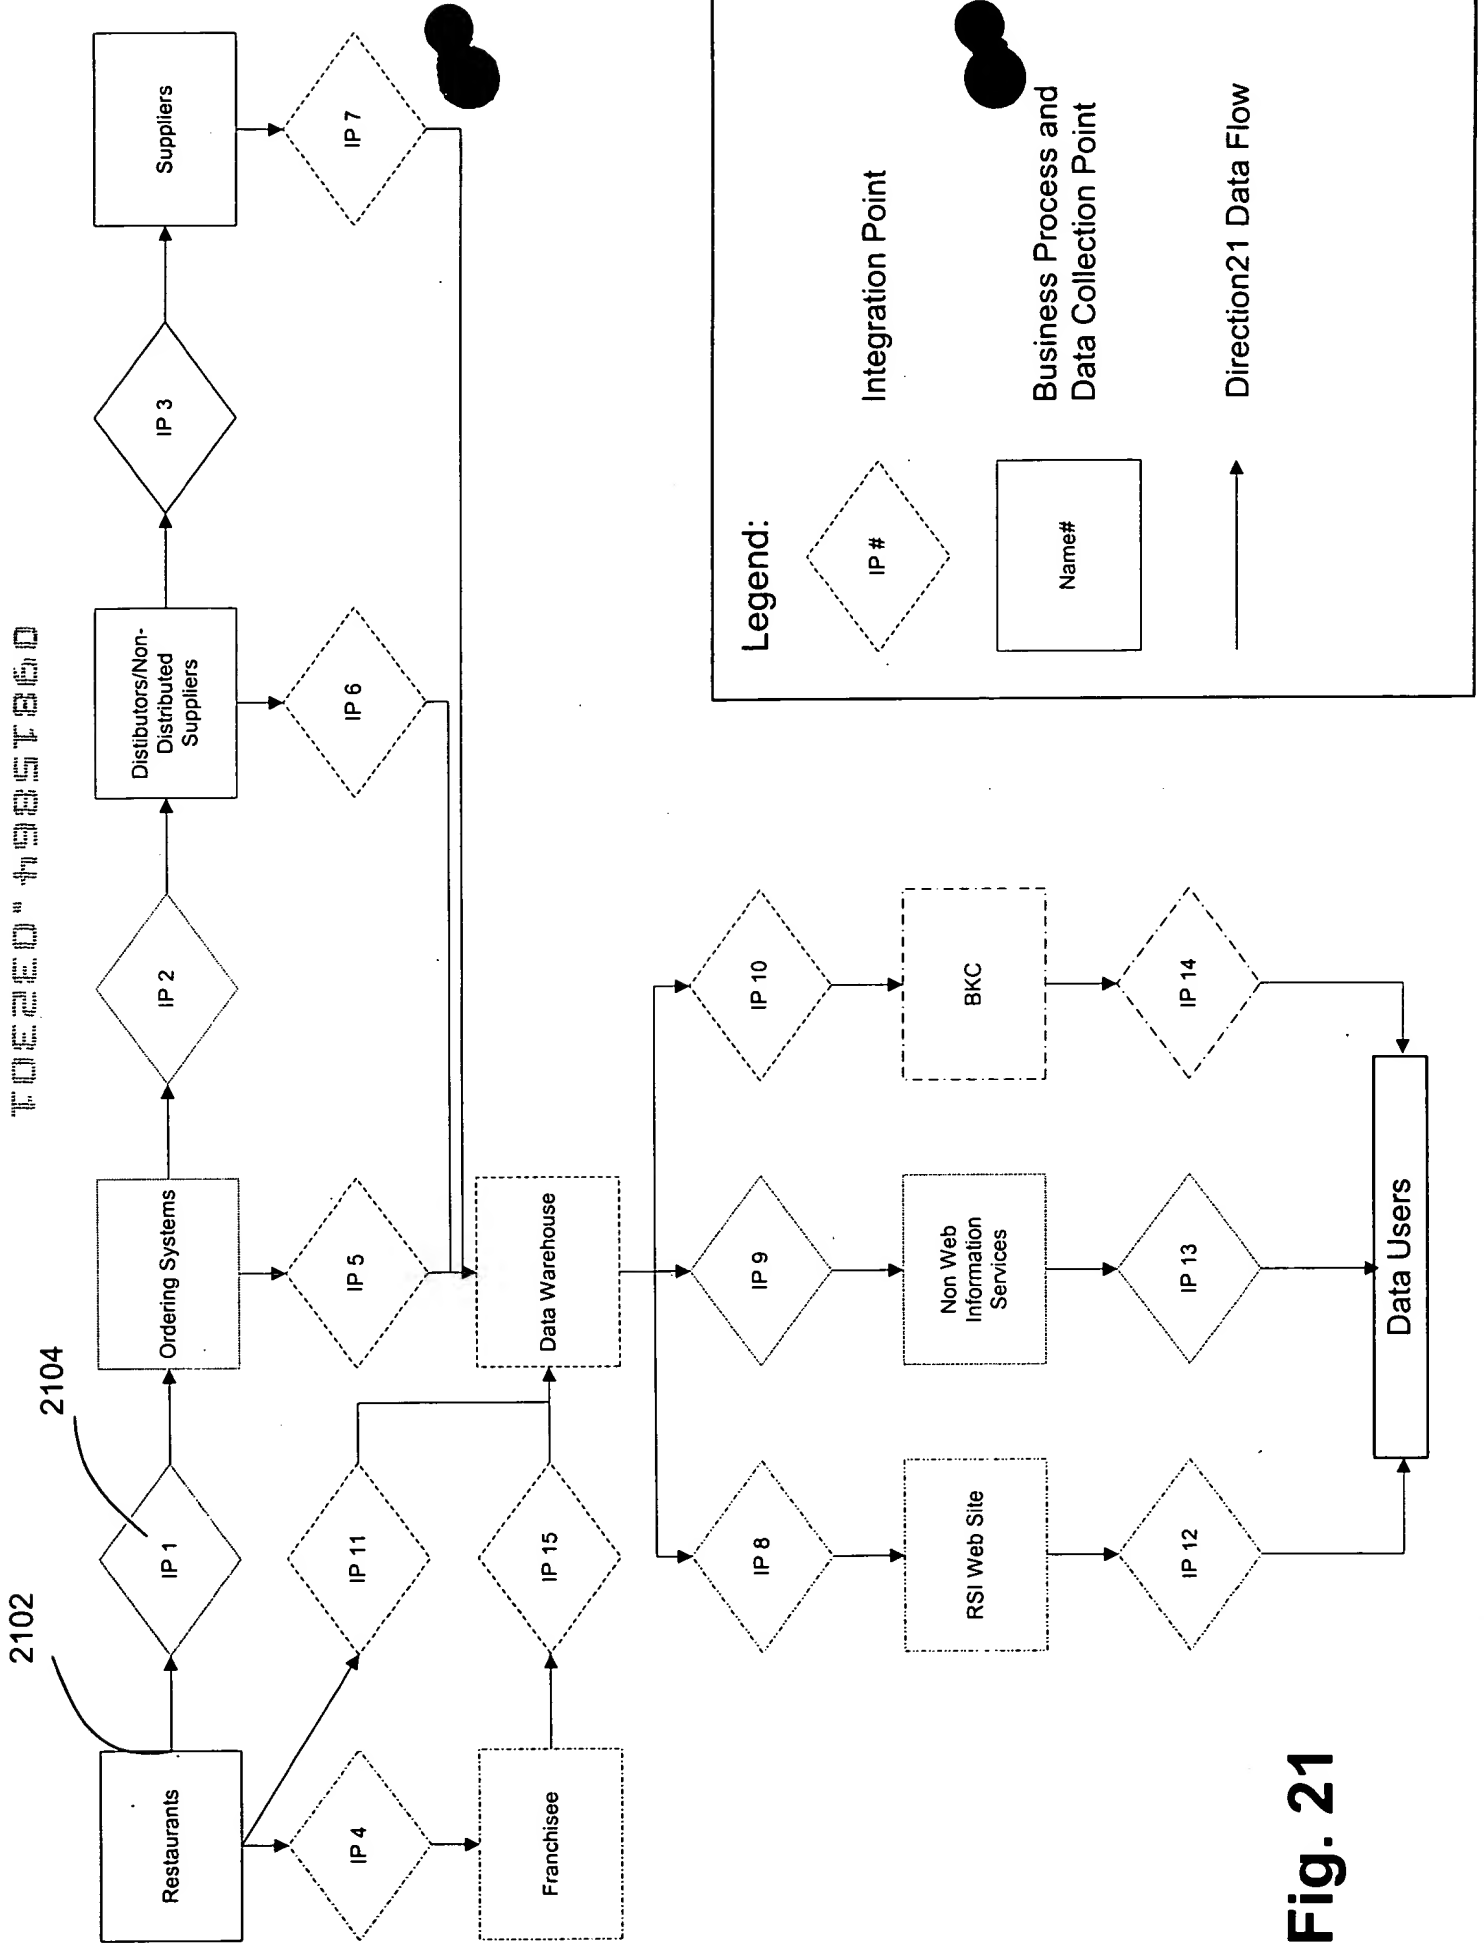 09815864.032301
2102
2104
Restaurants
IP 1
Ordering Systems
IP 2
Distibutors/Non-
Distributed
Suppliers
IP 3
Suppliers
IP 4
IP 11
IP 5
IP 6
IP 7
Franchisee
IP 15
Data Warehouse
IP 8
IP 9
IP 10
RSI Web Site
Non Web
Information
Services
BKC
IP 12
IP 13
IP 14
Data Users
Legend:
IP #
Integration Point
Name#
Business Process and
Data Collection Point
Direction21 Data Flow
Fig. 21